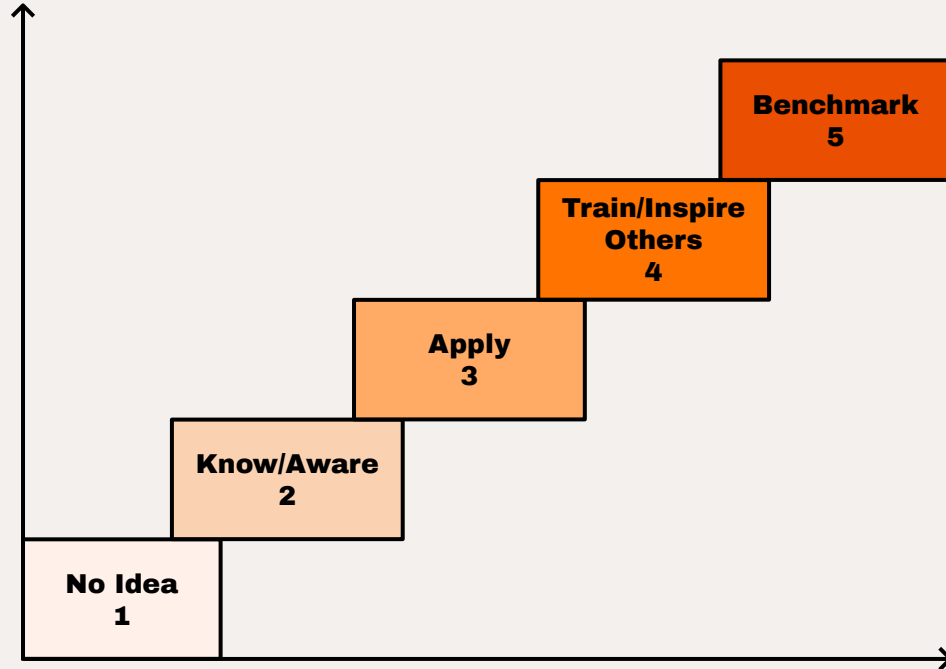 Benchmark
5
Train/Inspire
Others
4
Apply
3
Know/Aware
2
No Idea
1